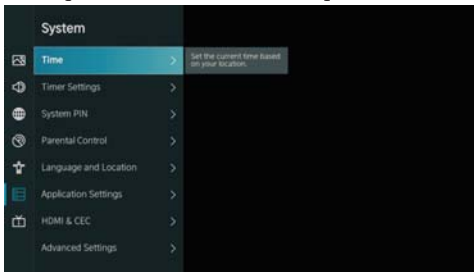 System
Time
Set the current time based
on your location.
Timer Settings
System PIN
Parental Control
Language and Location
Application Settings
HDMI & CEC
Advanced Settings